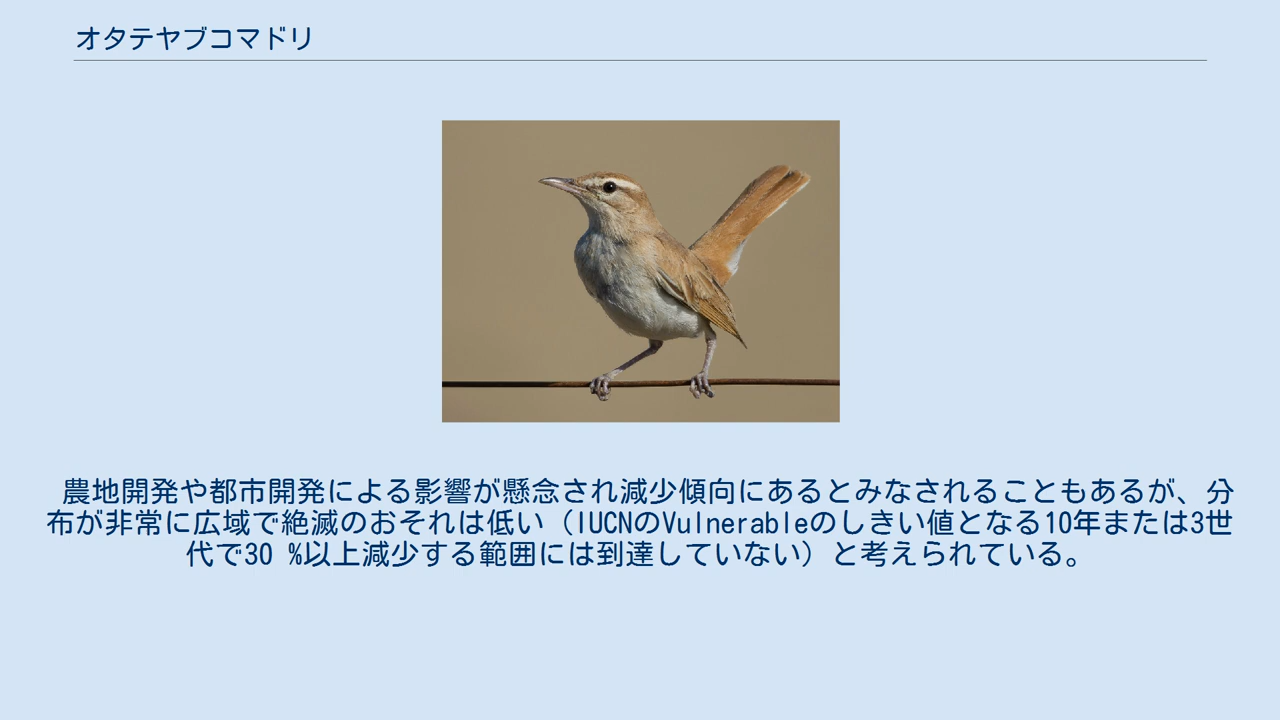 オタテヤブコマドリ
農地開発や都市開発による影響が懸念され減少傾向にあるとみなされることもあるが、分
布が非常に広域で絶滅のおそれは低い（IUCNのVulnerableのしきい値となる10年または3世
代で30 %以上減少する範囲には到達していない）と考えられている。